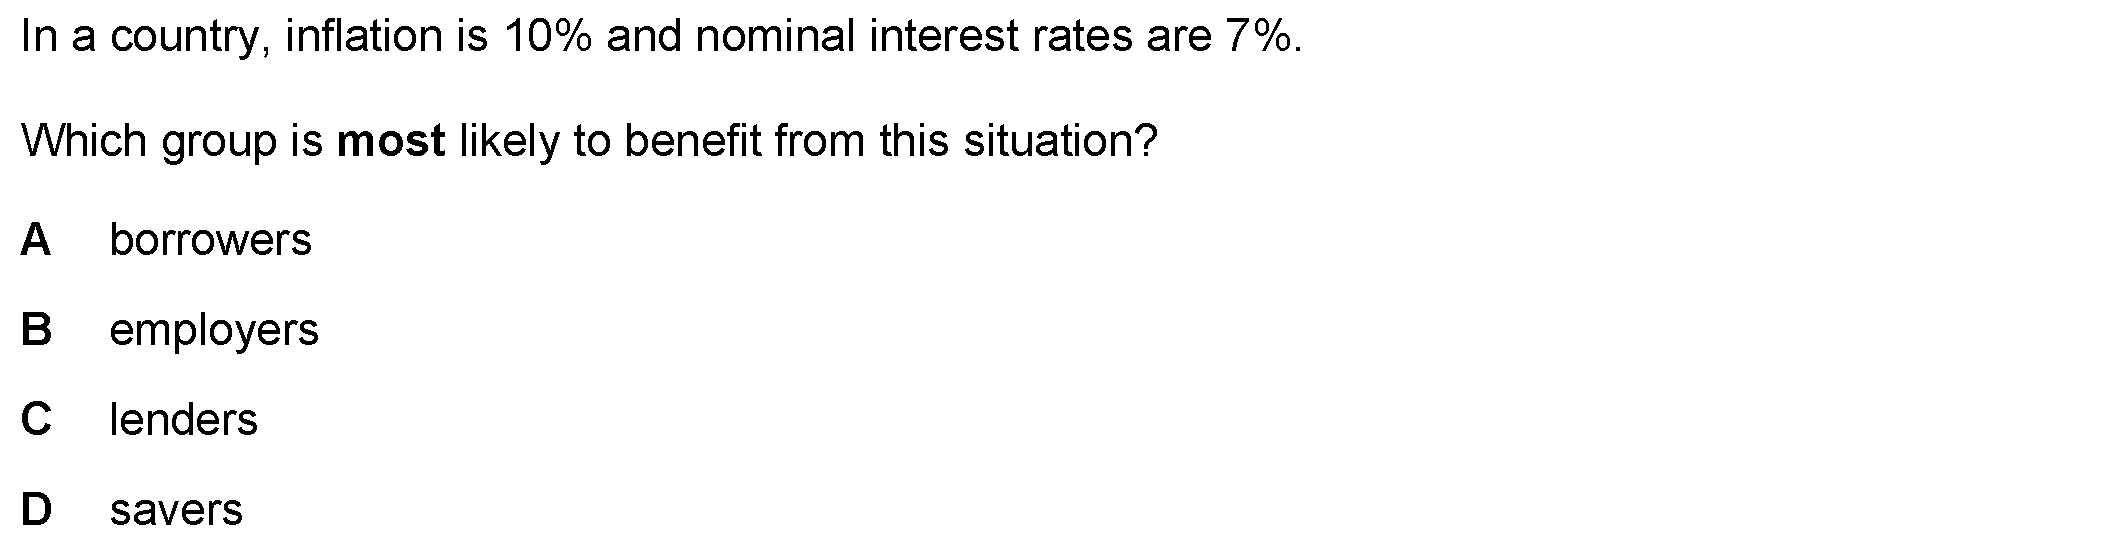 In a country, inflation is 10% and nominal interest rates are 7%.
Which group is most likely to benefit from this situation?
A borrowers
B employers
C lenders
D savers